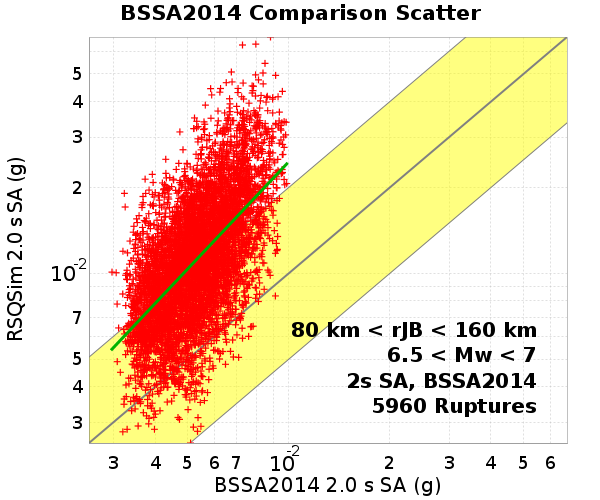 BSSA2014 Comparison Scatter
RSQSim 2.0 s SA (g)
5
4
3
2
10-2
7
5
4
3
80 km < rJB < 160 km
6.5 < Mw < 7
2s SA, BSSA2014
5960 Ruptures
3 4 5 6 7 10-2 2 3 4 5 6
BSSA2014 2.0 s SA (g)